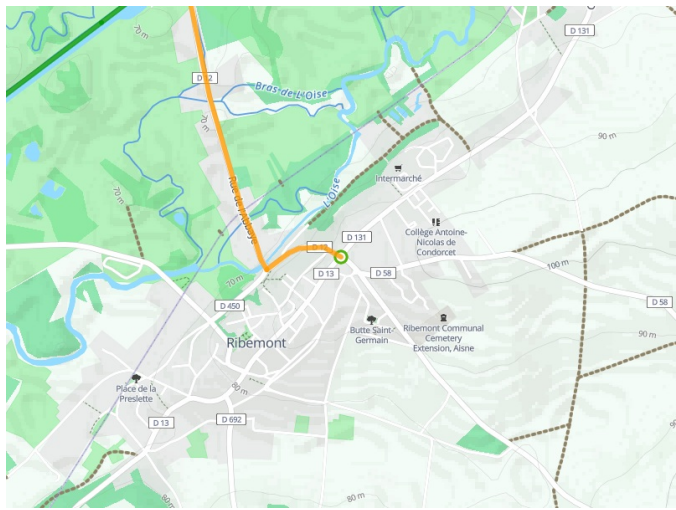 70 m
D 131
D 12
Bras de L'Oise
70 m
90 m
Intermarché
Rue de l'Abbaye
L'Oise
70 m
Collège Antoine-
Nicolas de
Condorcet
D 131
100 m
D 13
D 58
70 m
D 58
D 450
Butte Saint-
Germain
Ribemont Communal
Cemetery
Extension, Aisne
90 m
Ribemont
Place de la
Preslette
80 m
D 13
D 692
80 m
80 m